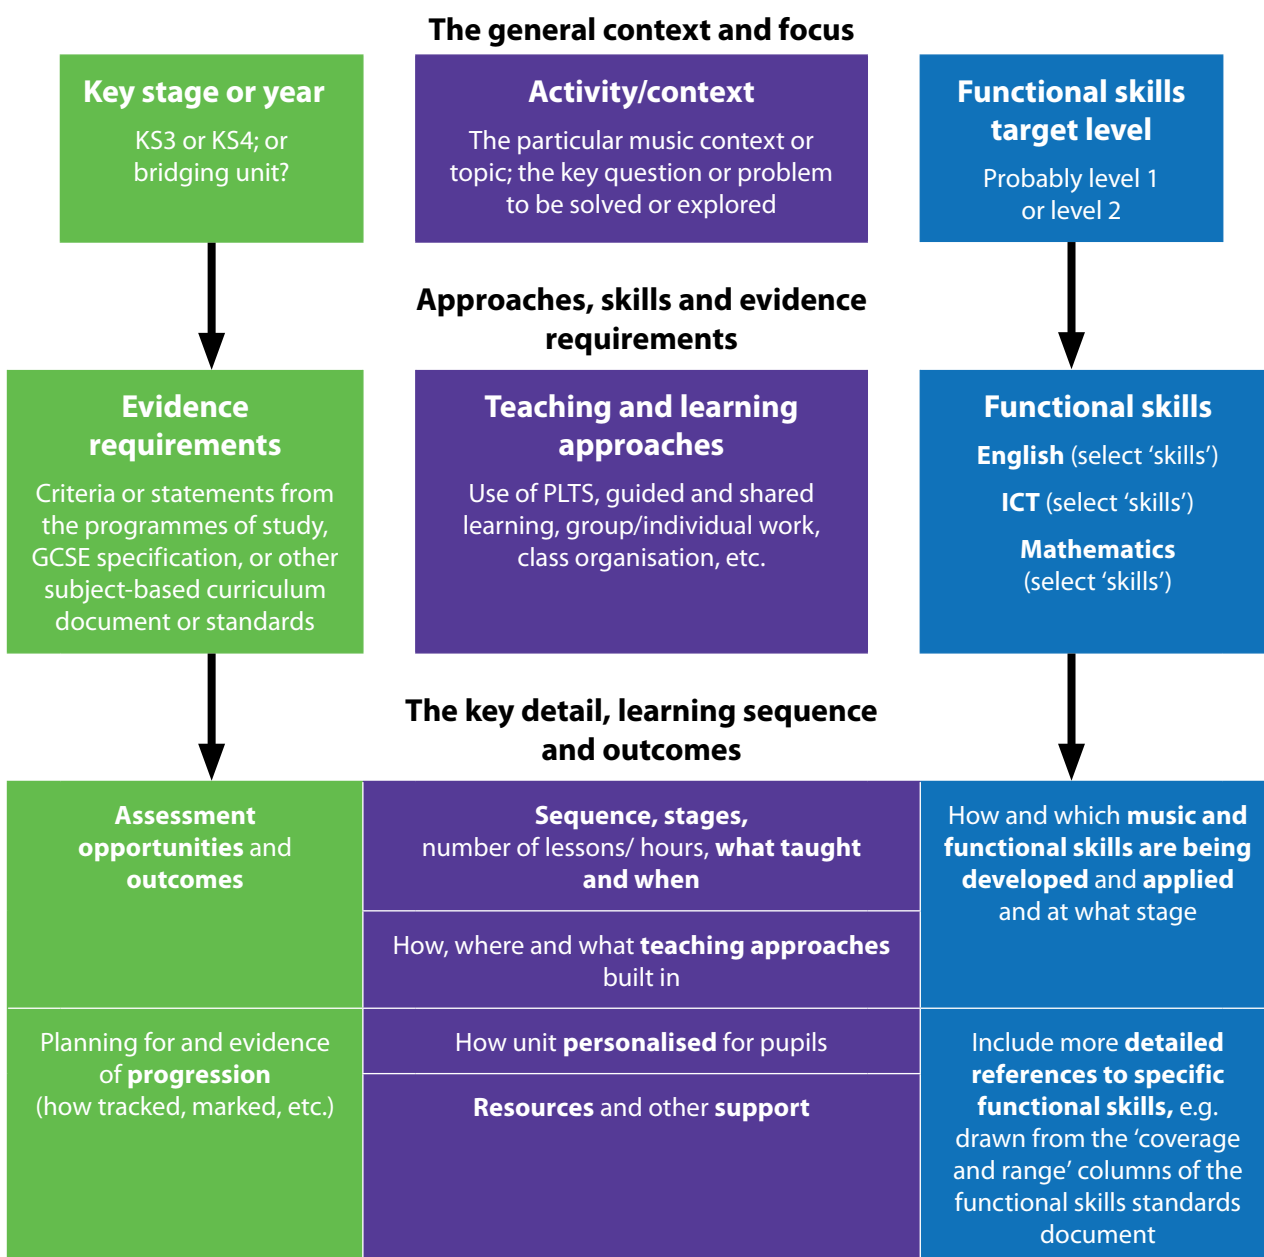 The general context and focus
Key stage or year
KS3 or KS4; or
bridging unit?
Activity/context
The particular music context or
topic; the key question or problem
to be solved or explored
Functional skills
target level
Probably level 1
or level 2
Approaches, skills and evidence
requirements
Evidence
requirements
Criteria or statements from
the programmes of study,
GCSE specification, or other
subject-based curriculum
document or standards
Teaching and learning
approaches
Use of PLTS, guided and shared
learning, group/individual work,
class organisation, etc.
Functional skills
English (select ‘skills’)
ICT (select ‘skills’)
Mathematics
(select ‘skills’)
The key detail, learning sequence
and outcomes
Assessment
opportunities and
outcomes
Planning for and evidence
of progression
(how tracked, marked, etc.)
Sequence, stages,
number of lessons/ hours, what taught
and when
How, where and what teaching approaches
built in
How unit personalised for pupils
Resources and other support
How and which music and
functional skills are being
developed and applied
and at what stage
Include more detailed
references to specific
functional skills, e.g.
drawn from the ‘coverage
and range’ columns of the
functional skills standards
document